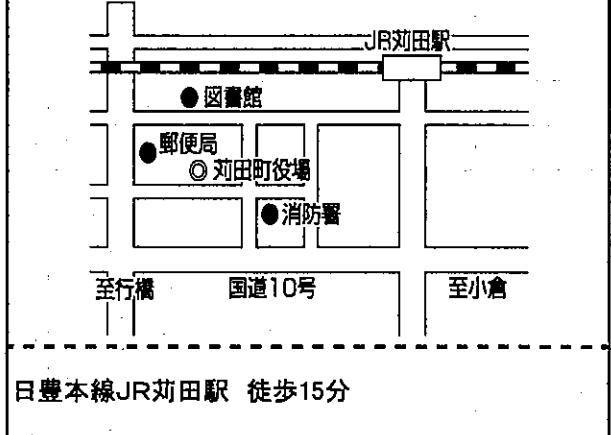 JR苅田駅
●図書館
●郵便局
◎苅田町役場
●消防署
至行橋 国道10号 至小倉
日豊本線JR苅田駅 徒歩15分